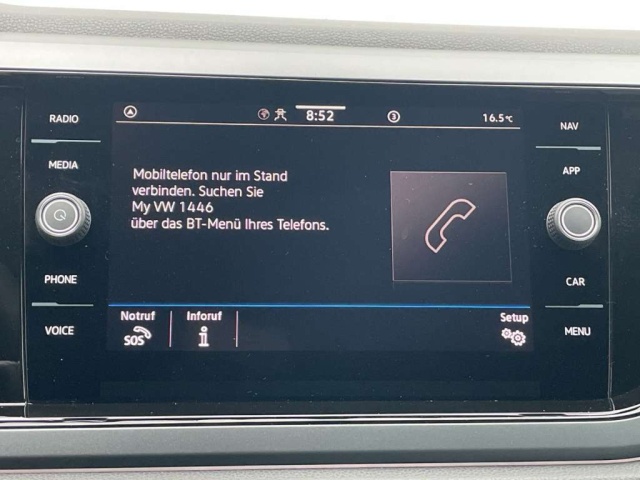 RADIO
MEDIA
PHONE
VOICE
8:52
3
16.5°C
Mobiltelefon nur im Stand
verbinden. Suchen Sie
My VW 1446
über das BT-Menü Ihres Telefons.
Notruf
SOS
Inforuf
i
Setup
NAV
APP
CAR
MENU